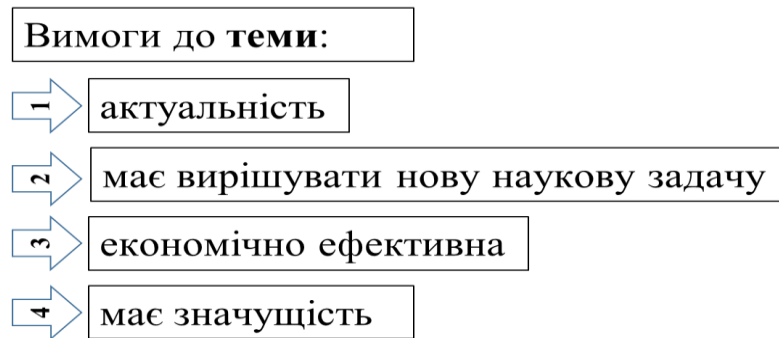 Вимоги до теми:
1 актуальність
2 має вирішувати нову наукову задачу
3 економічно ефективна
4 має значущість